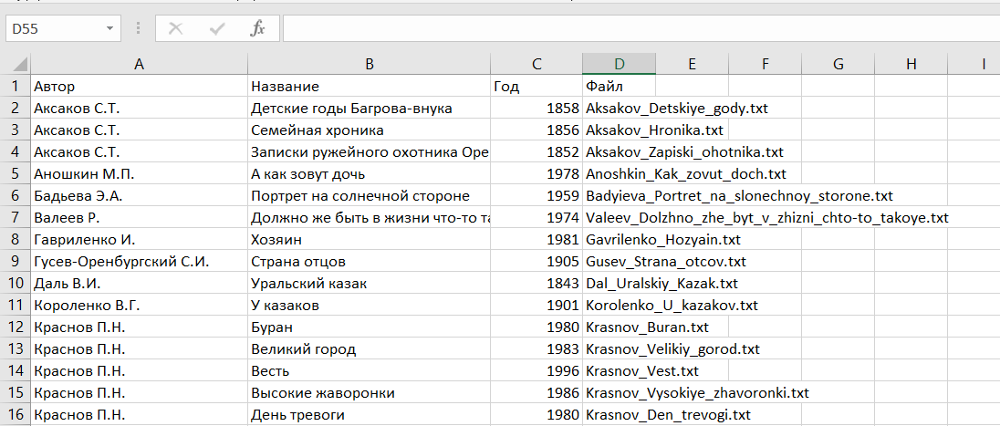 D55 fx
A B C D E F G H I
1 Автор Название Год Файл
2 Аксаков С.Т. Детские годы Багрова-внука 1858 Aksakov_Detskiye_gody.txt
3 Аксаков С.Т. Семейная хроника 1856 Aksakov_Hronika.txt
4 Аксаков С.Т. Записки ружейного охотника Оре 1852 Aksakov_Zapiski_ohotnika.txt
5 Аношкин М.П. А как зовут дочь 1978 Anoshkin_Kak_zovut_doch.txt
6 Бадьева Э.А. Портрет на солнечной стороне 1959 Badyieva_Portret_na_slonechnoy_storone.txt
7 Валеев Р. Должно же быть в жизни что-то та 1974 Valeev_Dolzhno_zhe_byt_v_zhizni_chto-to_takoye.txt
8 Гавриленко И. Хозяин 1981 Gavrilenko_Hozyain.txt
9 Гусев-Оренбургский С.И. Страна отцов 1905 Gusev_Strana_otcov.txt
10 Даль В.И. Уральский казак 1843 Dal_Uralskiy_Kazak.txt
11 Короленко В.Г. У казаков 1901 Korolenko_U_kazakov.txt
12 Краснов П.Н. Буран 1980 Krasnov_Buran.txt
13 Краснов П.Н. Великий город 1983 Krasnov_Velikiy_gorod.txt
14 Краснов П.Н. Весть 1996 Krasnov_Vest.txt
15 Краснов П.Н. Высокие жаворонки 1986 Krasnov_Vysokiye_zhavoronki.txt
16 Краснов П.Н. День тревоги 1980 Krasnov_Den_trevogi.txt